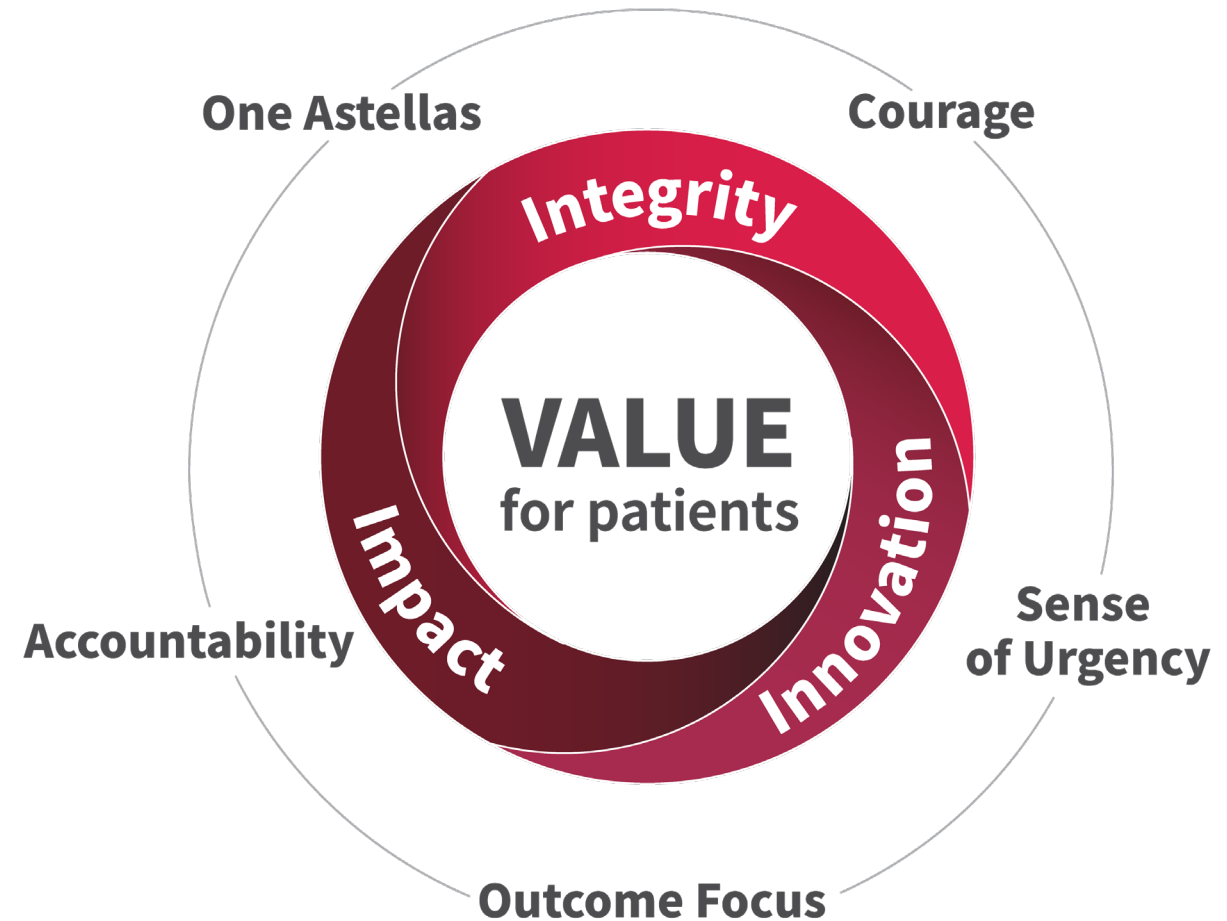 One Astellas
Courage
Integrity
VALUE
for patients
Impact
Innovation
Accountability
Sense
of Urgency
Outcome Focus